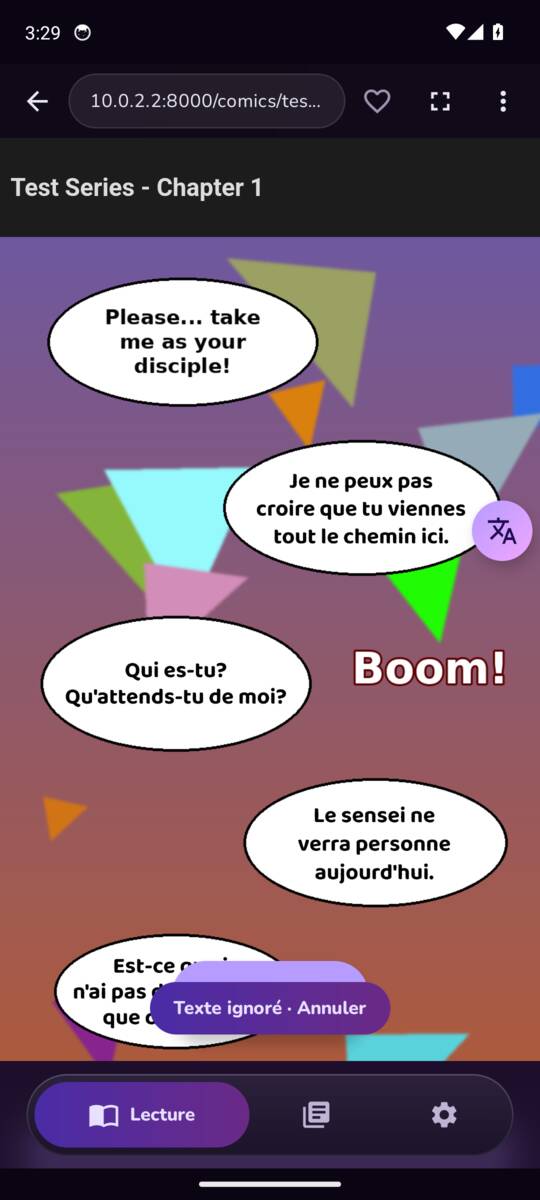 3:29
10.0.2.2:8000/comics/tes...
Test Series - Chapter 1
Please... take
me as your
disciple!
Je ne peux pas
croire que tu viennes
tout le chemin ici.
Qui es-tu?
Qu'attends-tu de moi?
Boom!
Le sensei ne
verra personne
aujourd'hui.
Est-ce
n'ai pas
que
Texte ignoré · Annuler
Lecture